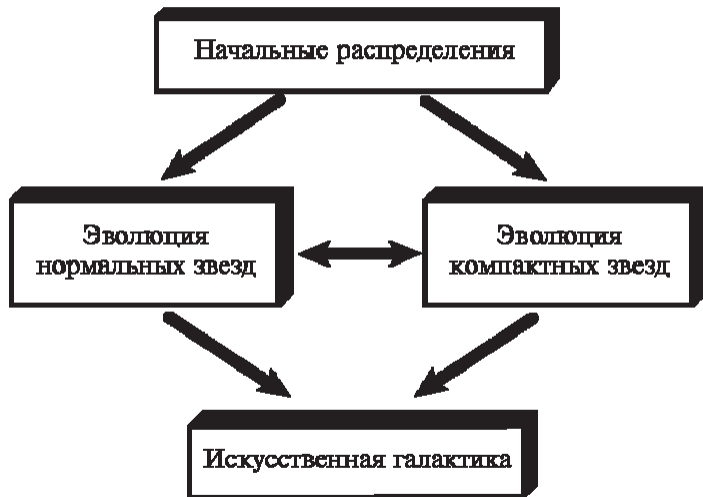 Начальные распределения
Эволюция
нормальных звезд
Эволюция
компактных звезд
Искусственная галактика